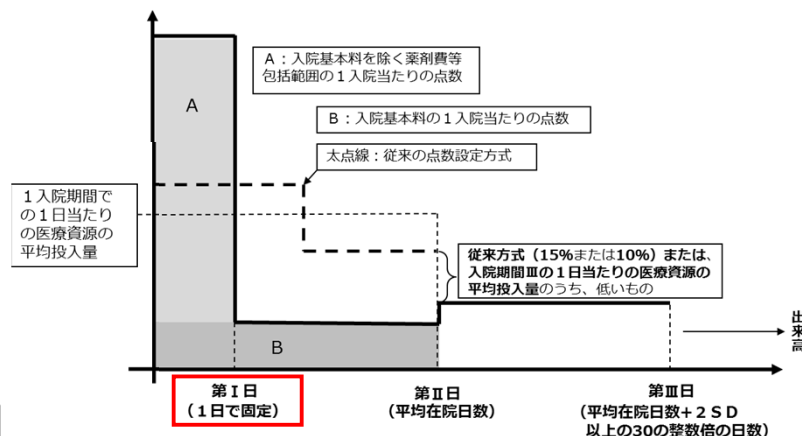 A：入院基本料を除く薬剤費等
包括範囲の１入院当たりの点数
A
B：入院基本料の１入院当たりの点数
太点線：従来の点数設定方式
１入院期間で
の１日当たり
の医療資源の
平均投入量
従来方式（15%または10%）または、
入院期間Ⅲの１日当たりの医療資源の
平均投入量のうち、低いもの
出来高
B
第Ⅰ日
（１日で固定）
第Ⅱ日
（平均在院日数）
第Ⅲ日
（平均在院日数＋２ＳＤ
以上の30の整数倍の日数）